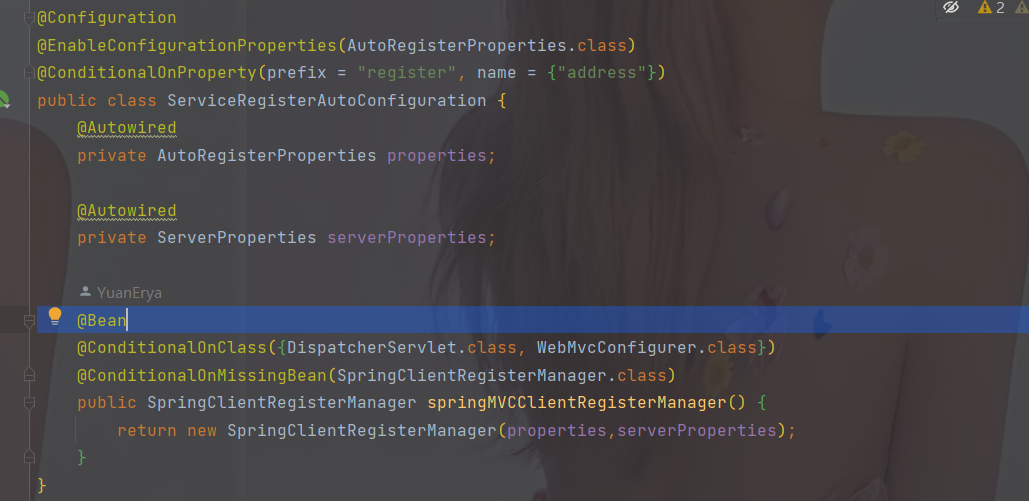 2
@Configuration
@EnableConfigurationProperties(AutoRegisterProperties.class)
@ConditionalOnProperty(prefix = "register", name = {"address"})
public class ServiceRegisterAutoConfiguration {
    @Autowired
    private AutoRegisterProperties properties;

    @Autowired
    private ServerProperties serverProperties;

    YuanErya
    @Bean
    @ConditionalOnClass({DispatcherServlet.class, WebMvcConfigurer.class})
    @ConditionalOnMissingBean(SpringClientRegisterManager.class)
    public SpringClientRegisterManager springMVCClientRegisterManager() {
        return new SpringClientRegisterManager(properties,serverProperties);
    }
}